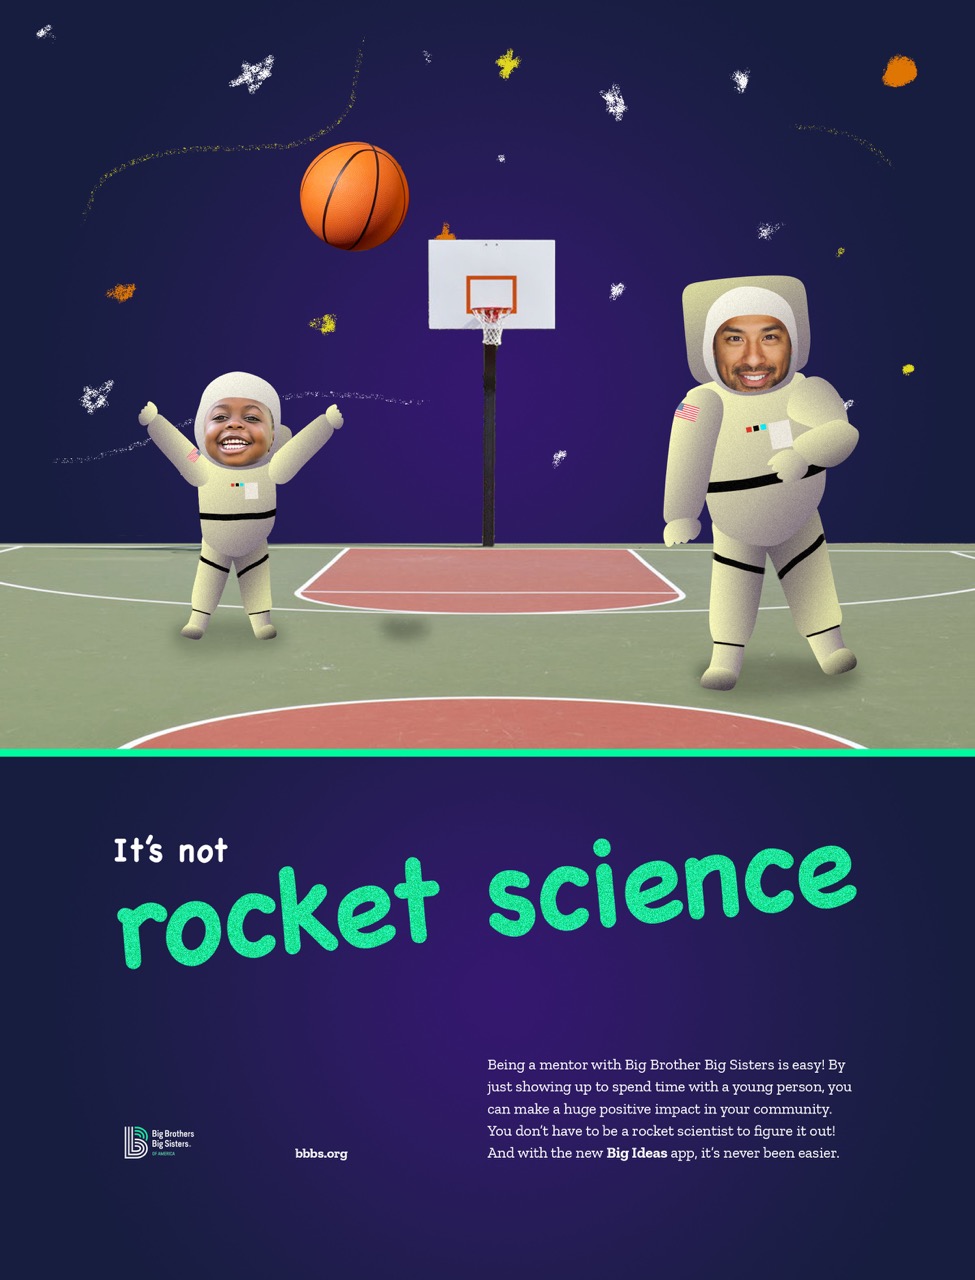 It's not
rocket science
Being a mentor with Big Brother Big Sisters is easy! By
just showing up to spend time with a young person, you
can make a huge positive impact in your community.
You don't have to be a rocket scientist to figure it out!
And with the new Big Ideas app, it's never been easier.
Big Brothers
Big Sisters.
OF AMERICA
bbbs.org